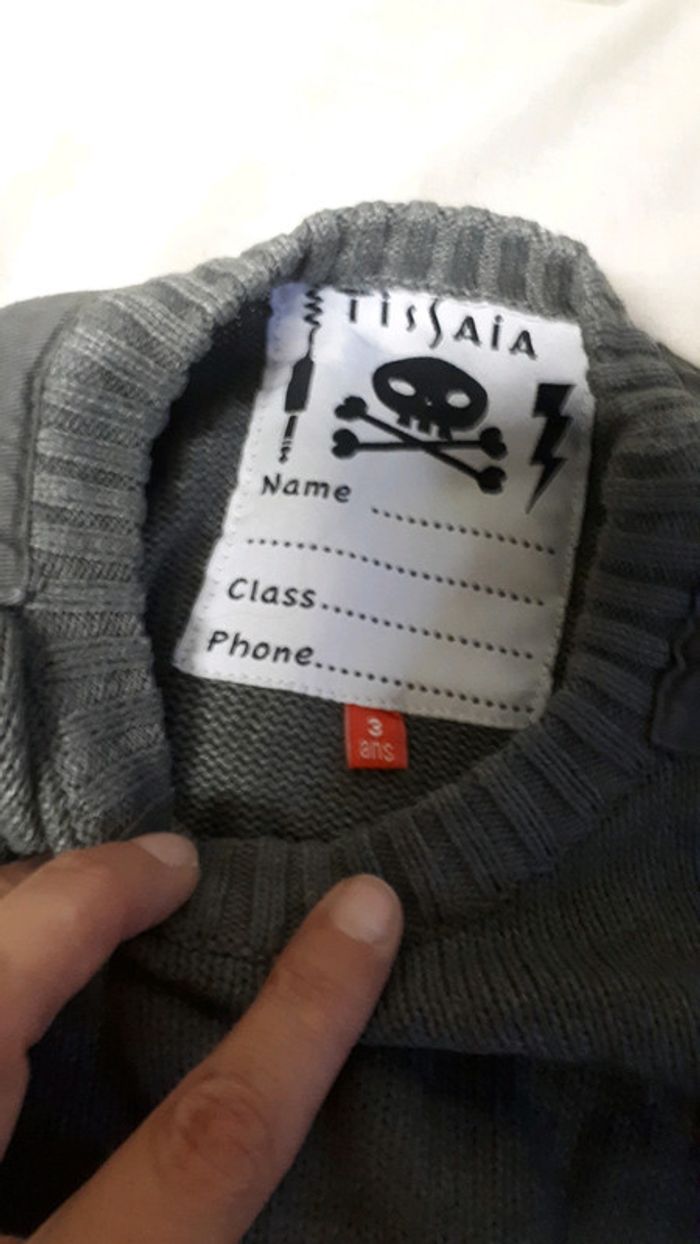 TissAiA
Name ...............
..............................
Class......................
Phone.....................
3
ans